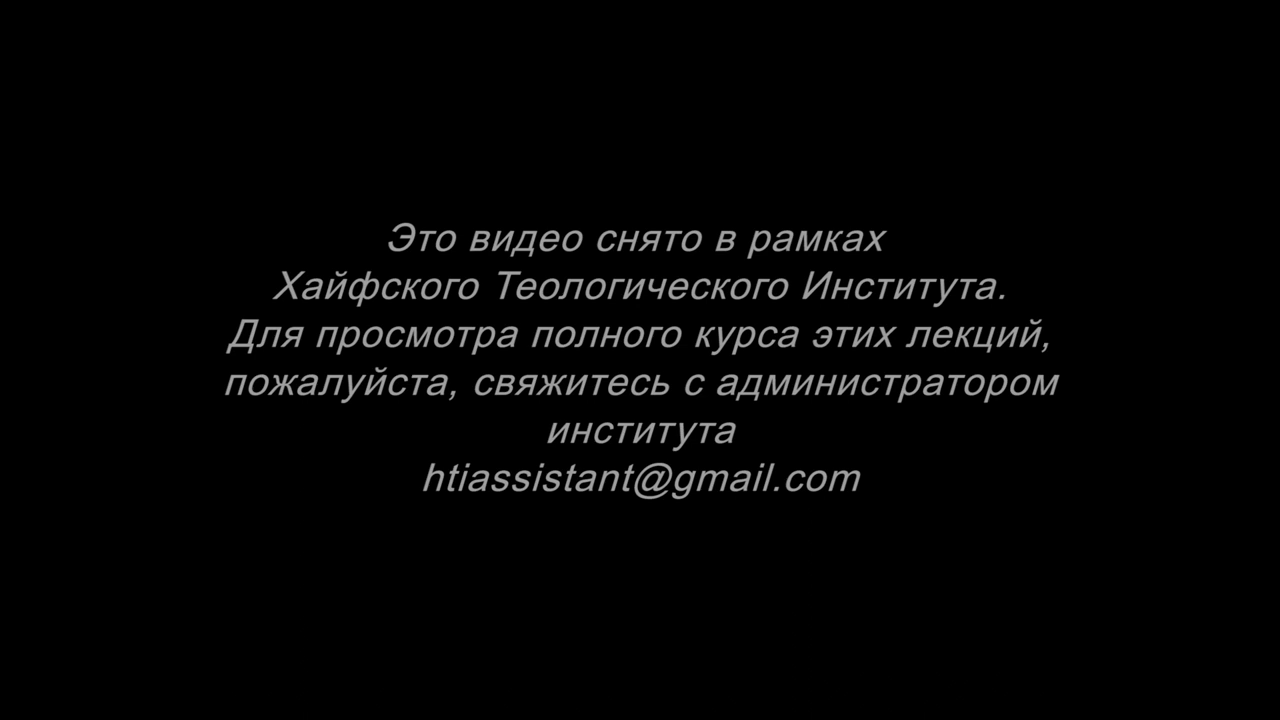 Это видео снято в рамках
Хайфского Теологического Института.
Для просмотра полного курса этих лекций,
пожалуйста, свяжитесь с администратором
института
htiassistant@gmail.com